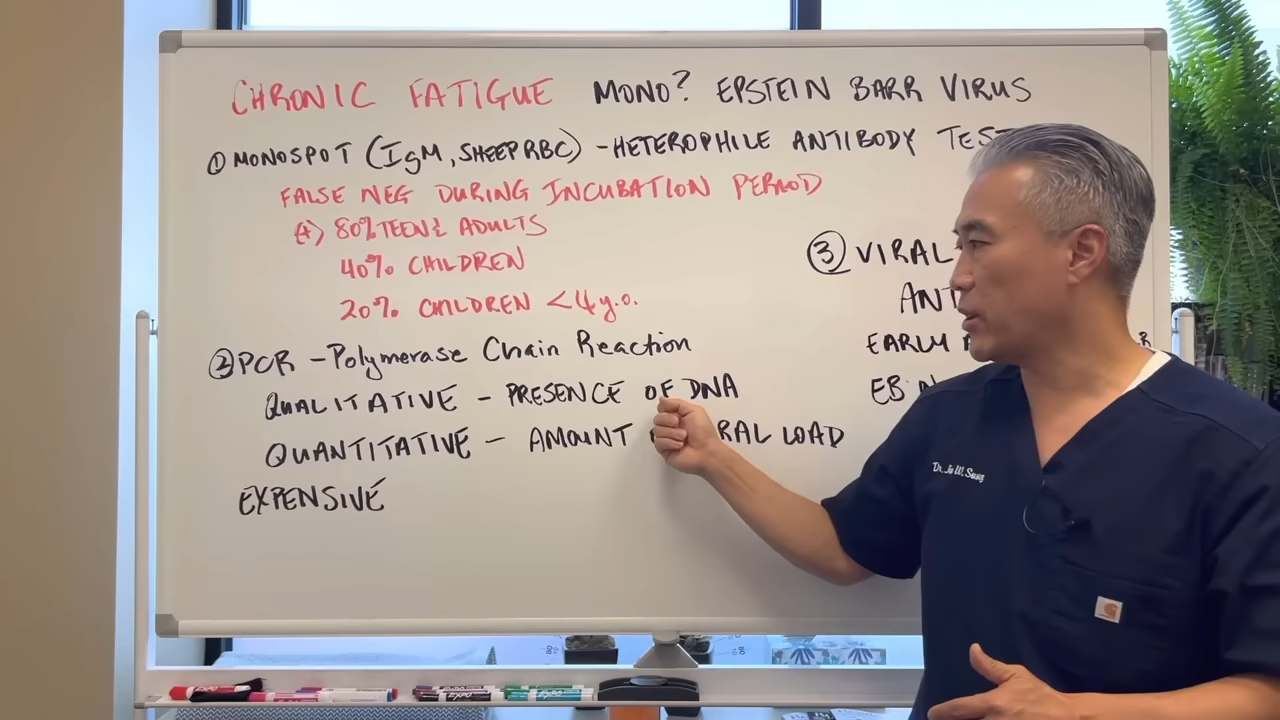 CHRONIC FATIGUE MONO? EPSTEIN BARR VIRUS
① MONOSPOT (IgM, SHEEP RBC) - HETEROPHILE ANTIBODY TEST
FALSE NEG DURING INCUBATION PERIOD
(+) 80% TEEN & ADULTS
40% CHILDREN
20% CHILDREN <4 y.o.
② PCR - Polymerase Chain Reaction
QUALITATIVE - PRESENCE OF DNA
QUANTITATIVE - AMOUNT VIRAL LOAD
EXPENSIVE
③ VIRAL
ANT
EARLY
EB N
Dr. W. Sung